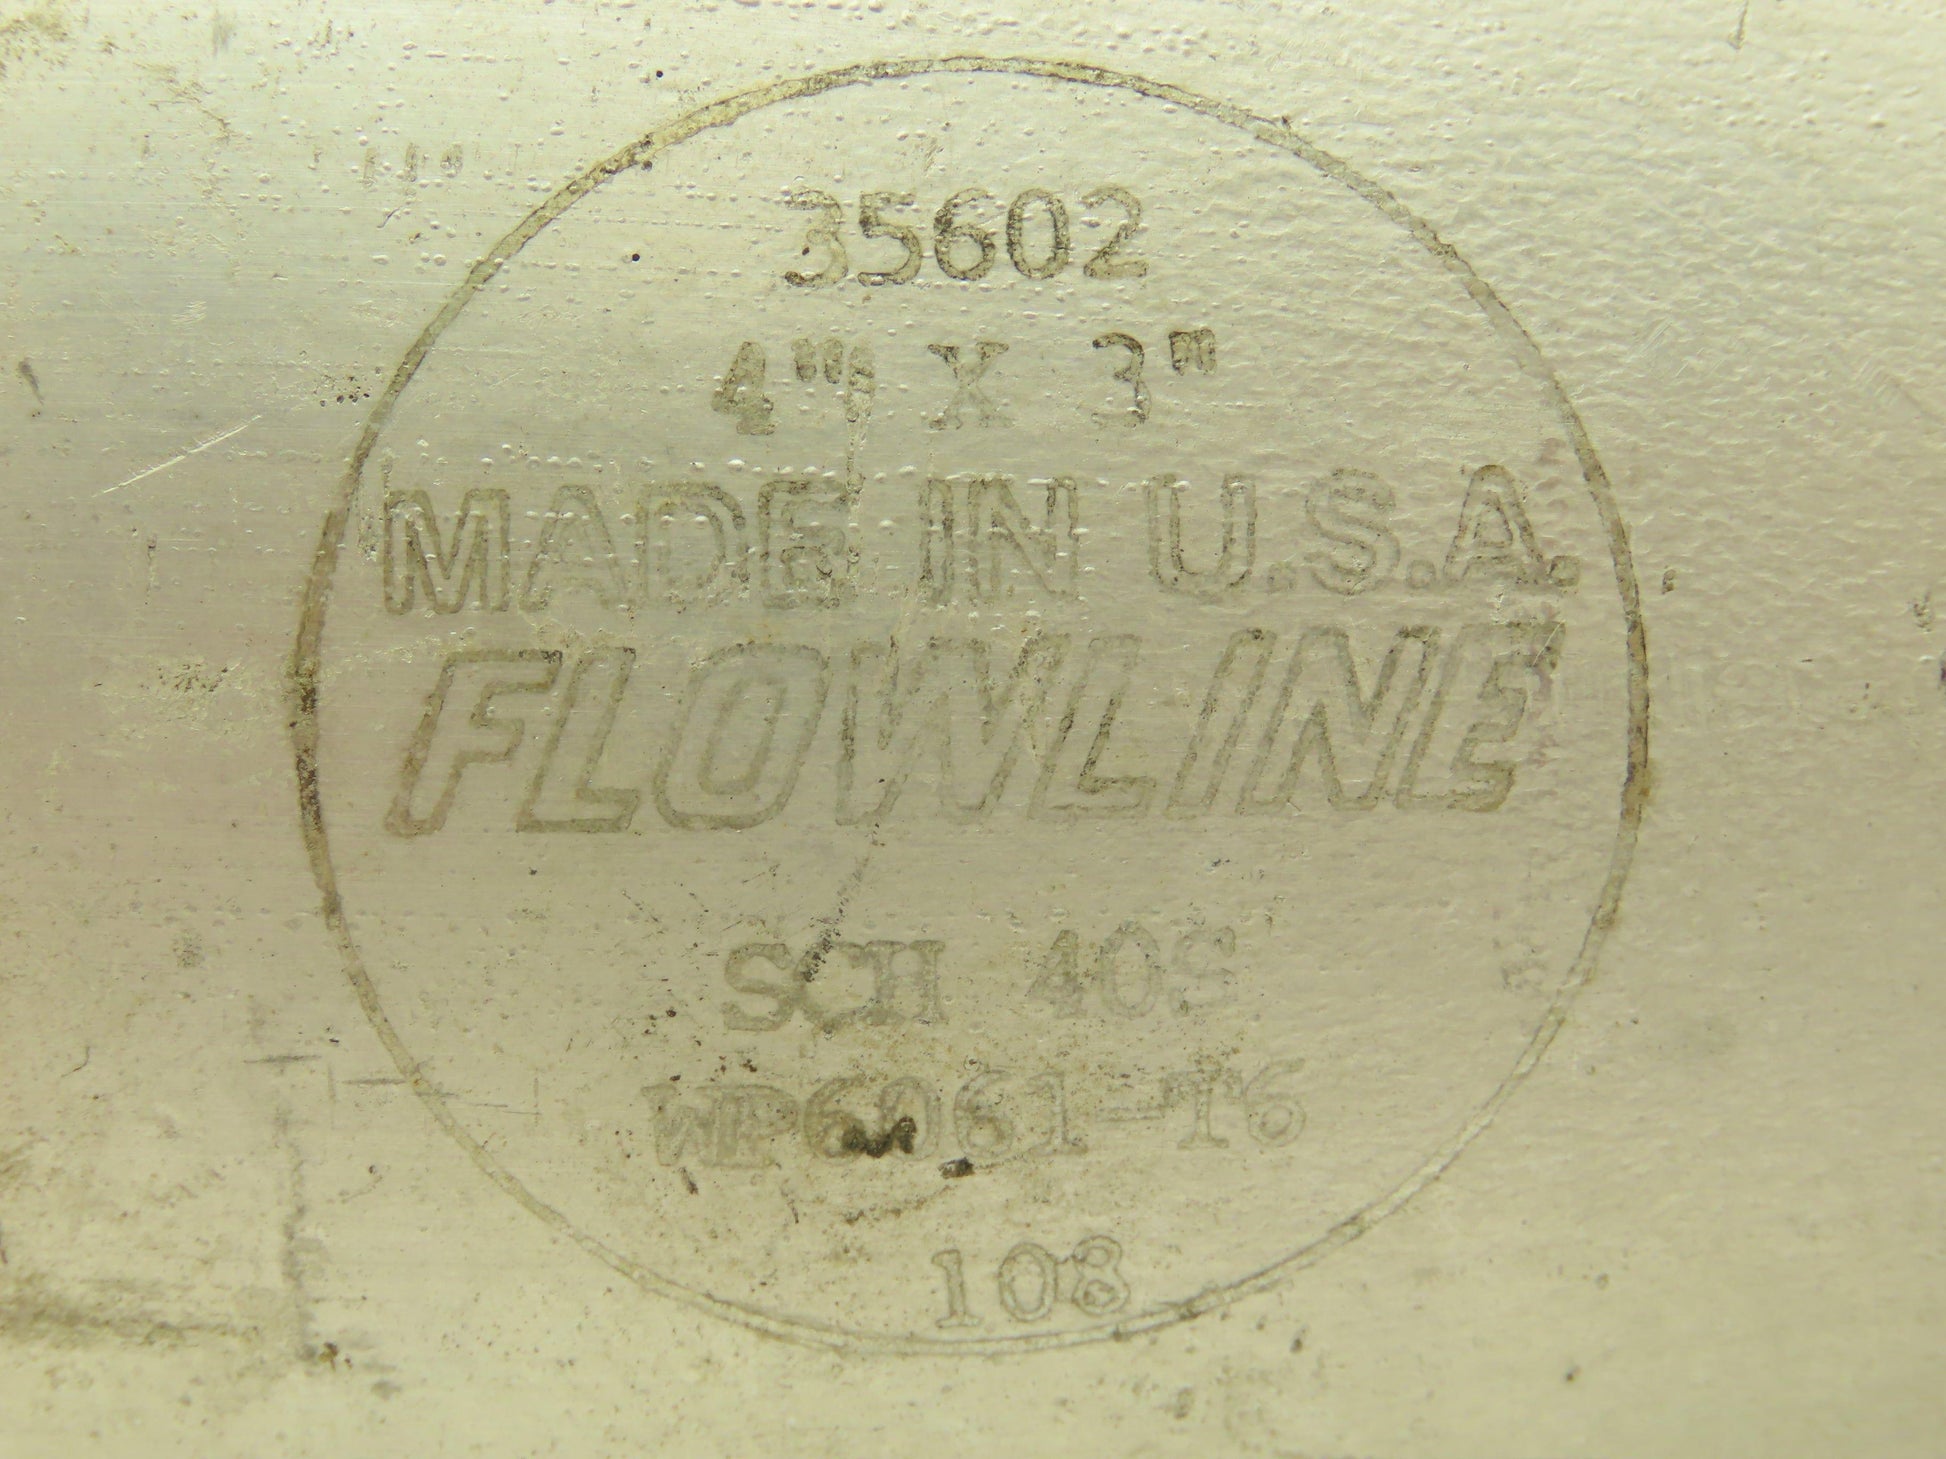 35602
4" X 3"
MADE IN U.S.A.
FLOWLINE
SCH 40S
WP6061-T6
108